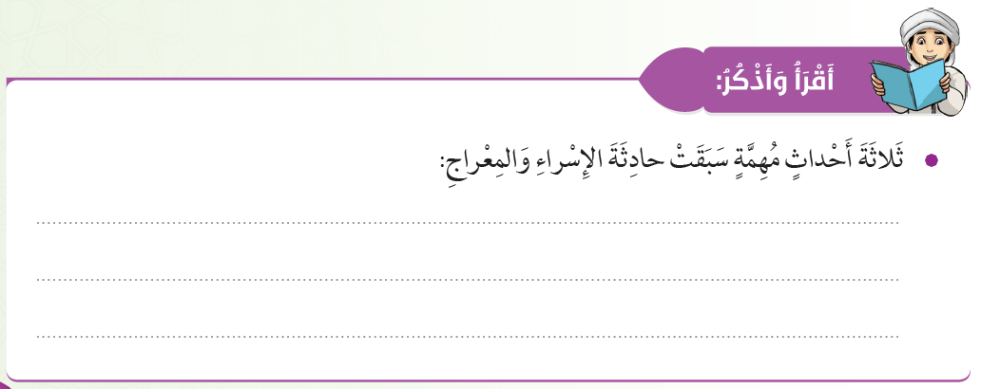 أَقْرَأُ وَأَذْكُرُ:
● ثَلاثَةَ أَحْداثٍ مُهِمَّةٍ سَبَقَتْ حادِثَةَ الإِسْراءِ وَالمِعْراجِ: